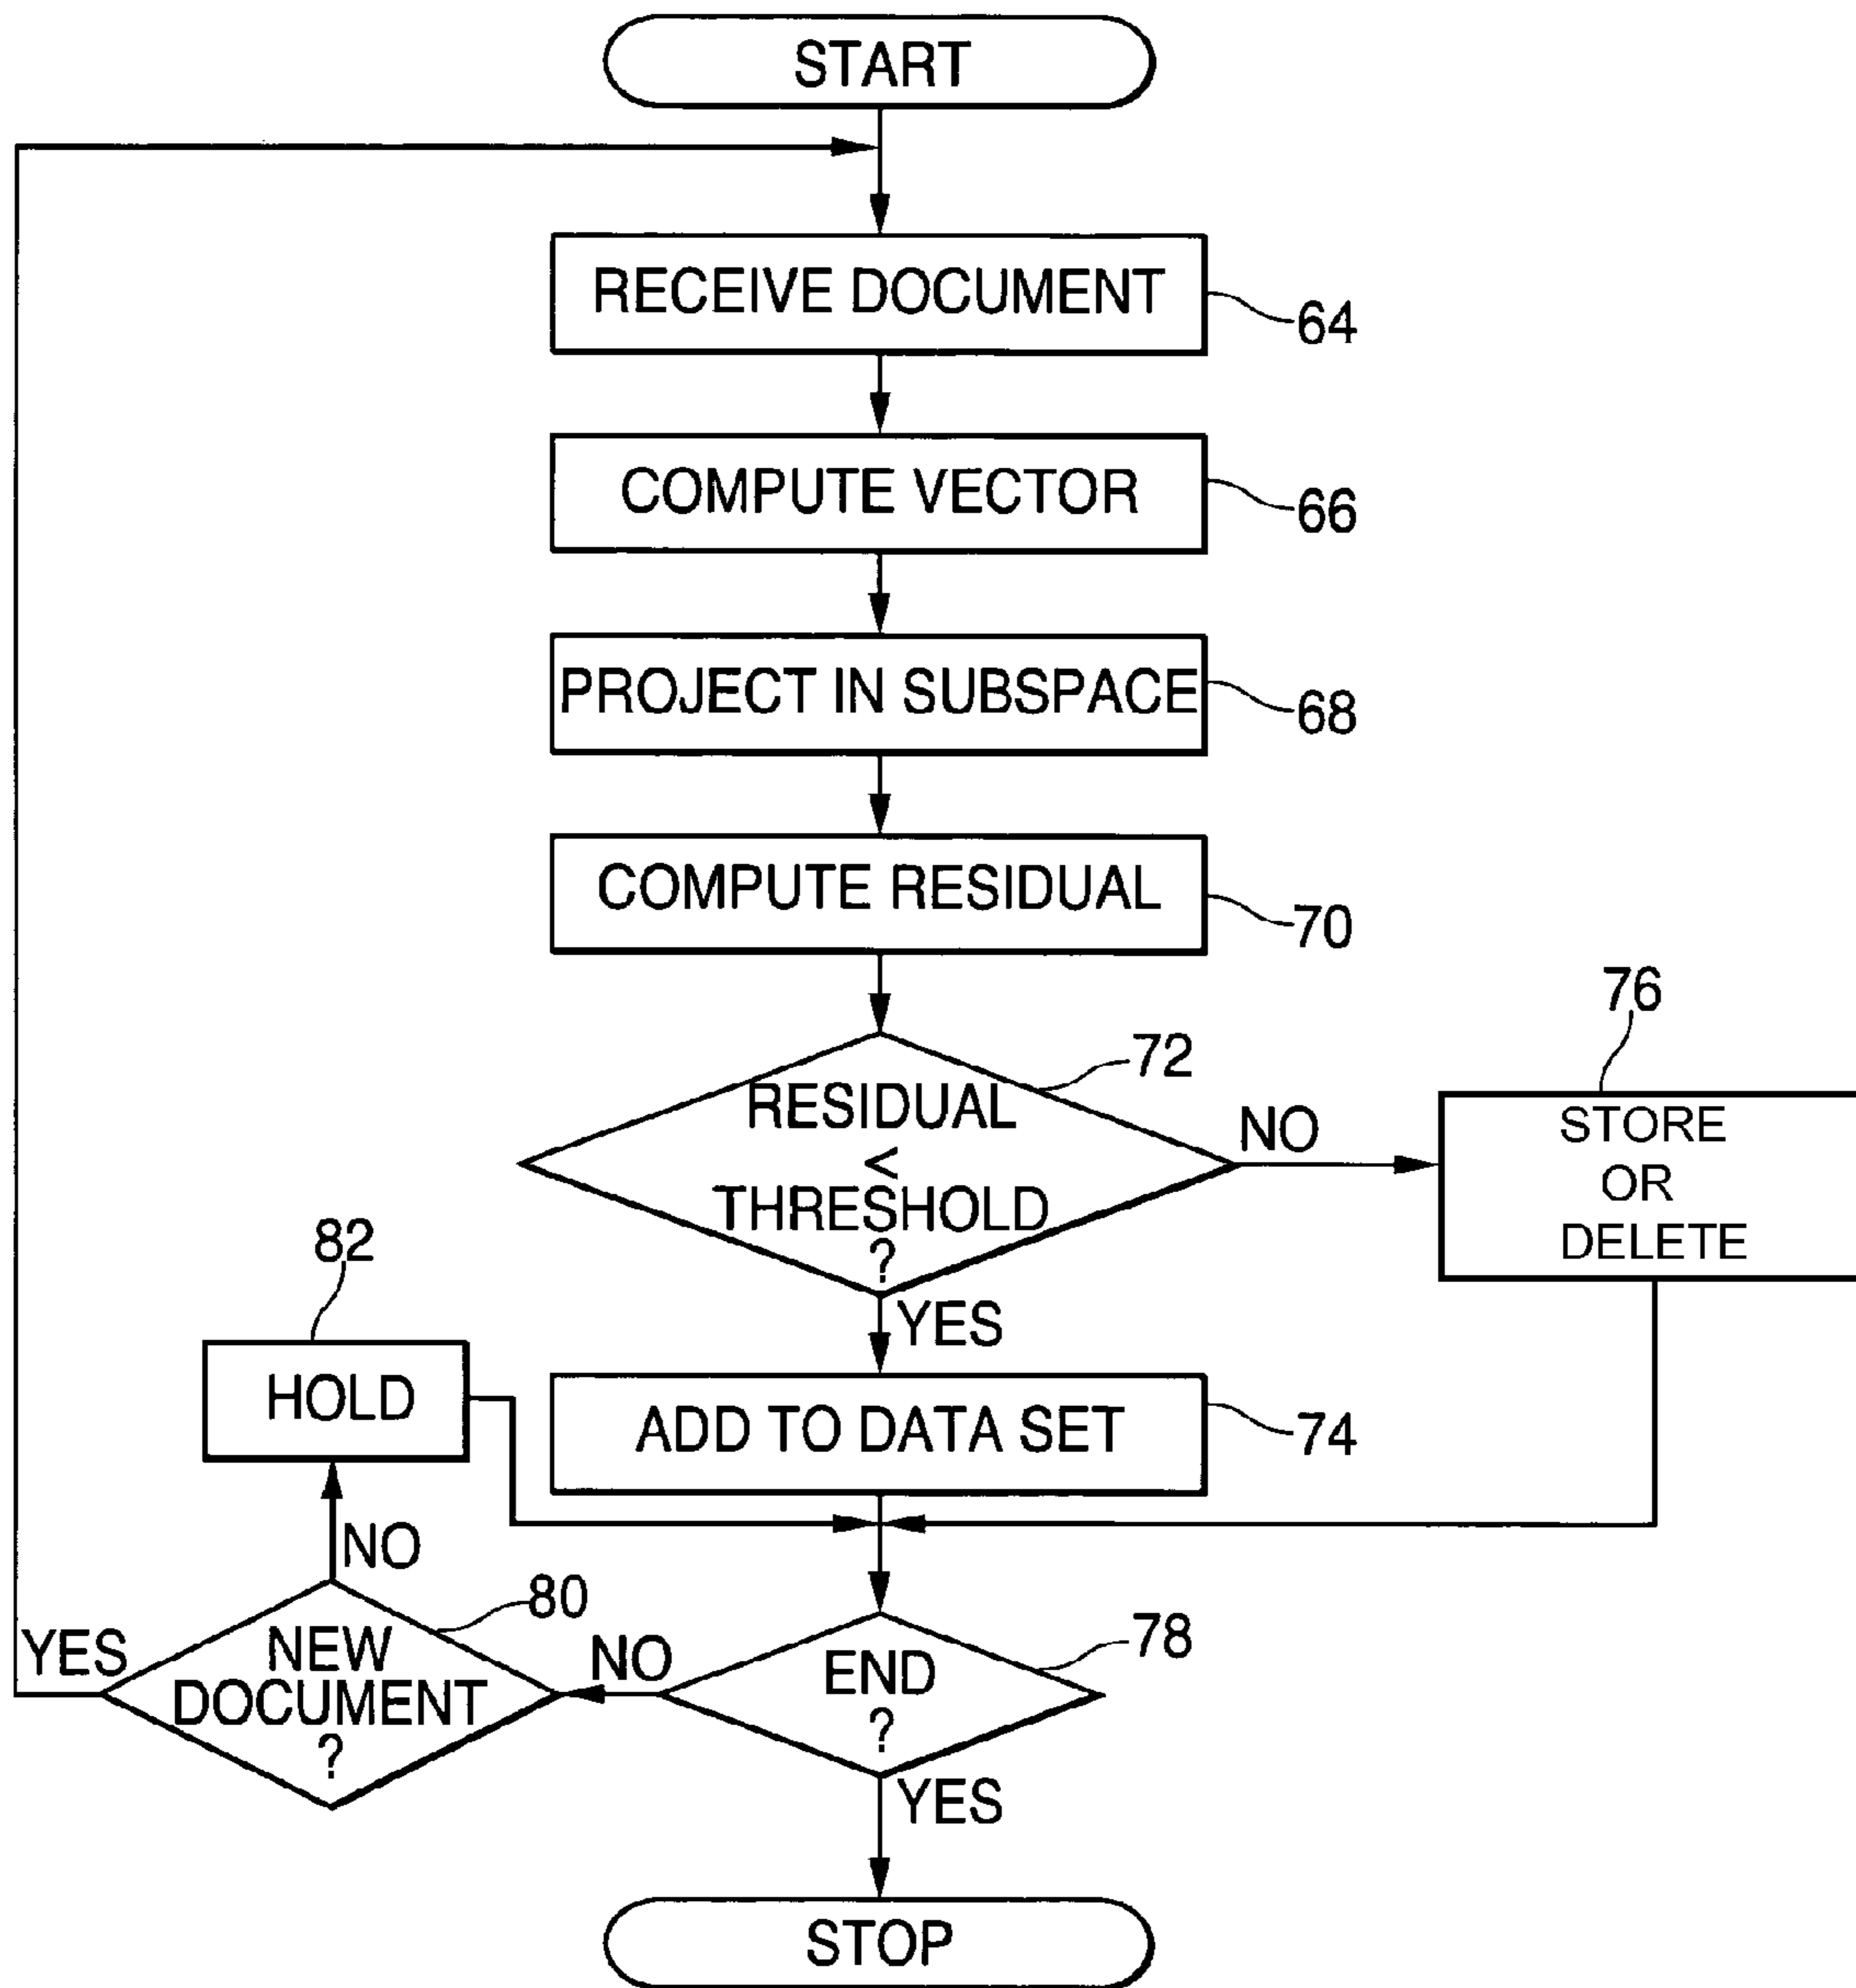 START
RECEIVE DOCUMENT
64
COMPUTE VECTOR
66
PROJECT IN SUBSPACE
68
COMPUTE RESIDUAL
70
RESIDUAL
<
THRESHOLD
?
72
NO
76
STORE
OR
DELETE
YES
82
HOLD
ADD TO DATA SET
74
NO
80
NEW
DOCUMENT
?
YES
NO
END
?
78
YES
STOP